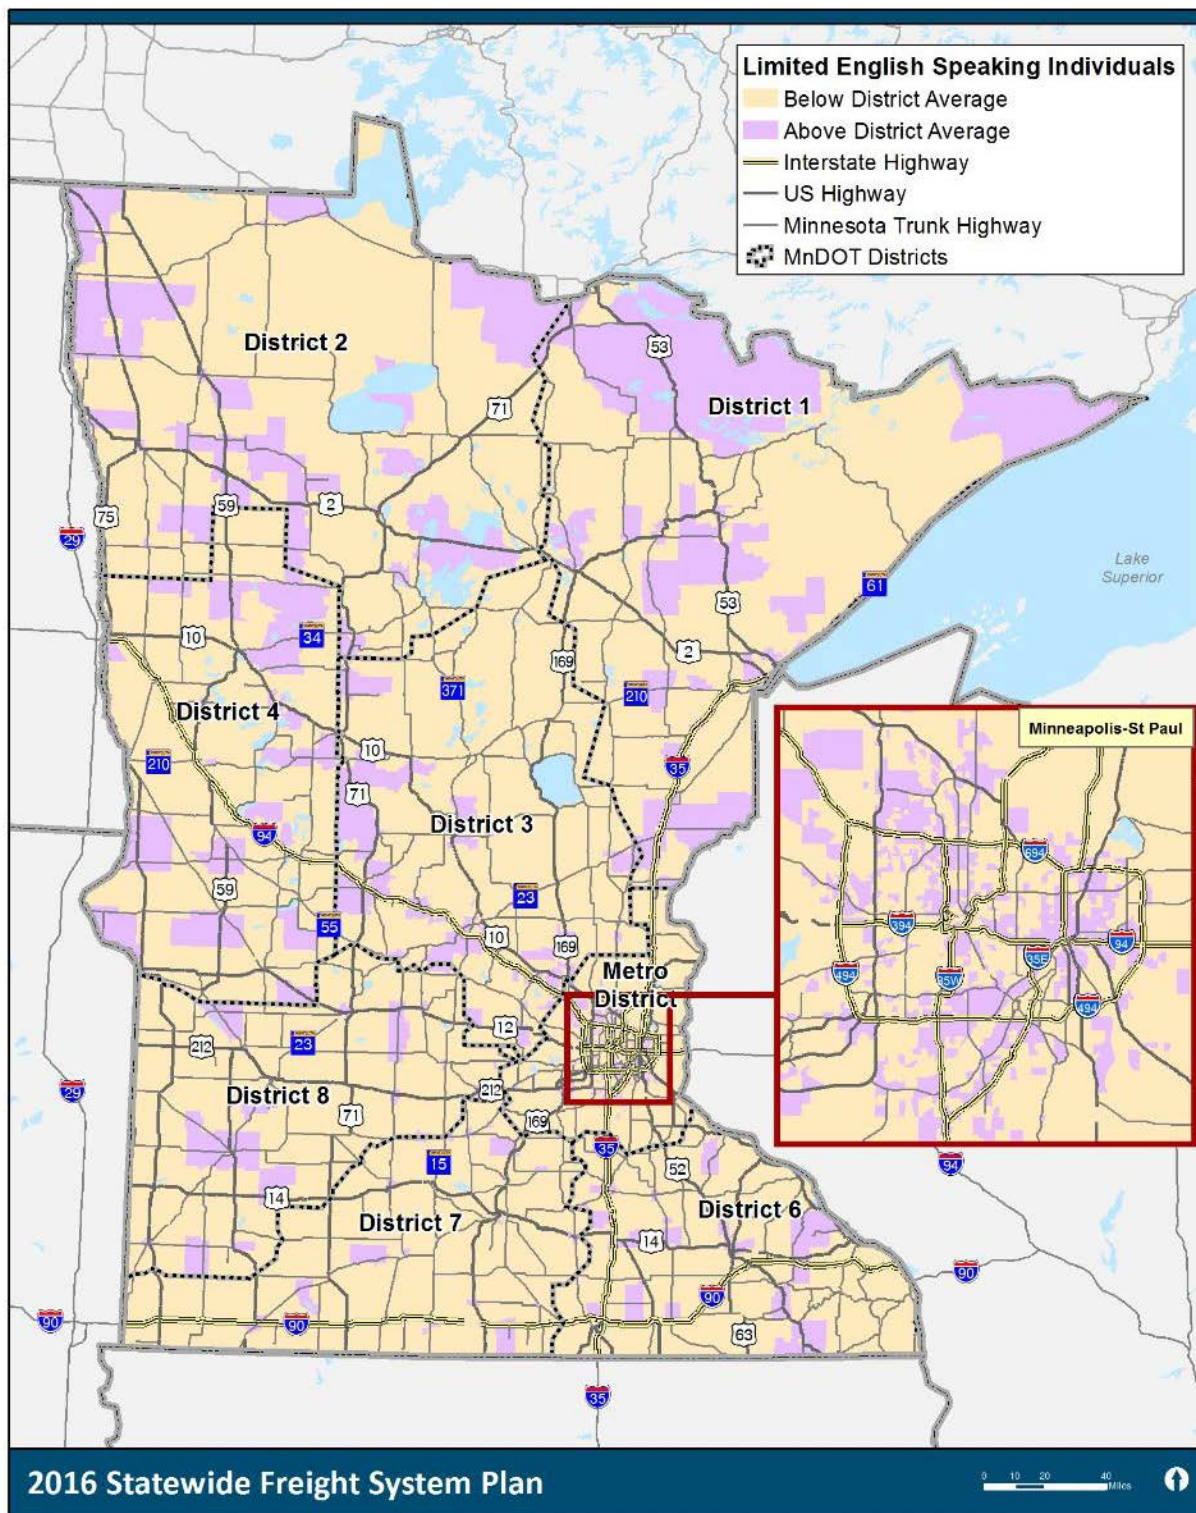 Limited English Speaking Individuals
Below District Average
Above District Average
Interstate Highway
US Highway
Minnesota Trunk Highway
MnDOT Districts
District 2
53
District 1
71
59
2
75
29
Lake
Superior
61
53
10
34
169
2
371
210
District 4
Minneapolis-St Paul
10
210
35
71
94
District 3
694
59
23
55
10
169
394
94
35E
Metro
District
494
35W
494
12
212
23
29
District 8
212
71
169
35
15
52
94
14
District 7
District 6
14
90
90
90
90
63
35
2016 Statewide Freight System Plan
0 10 20 40
Miles